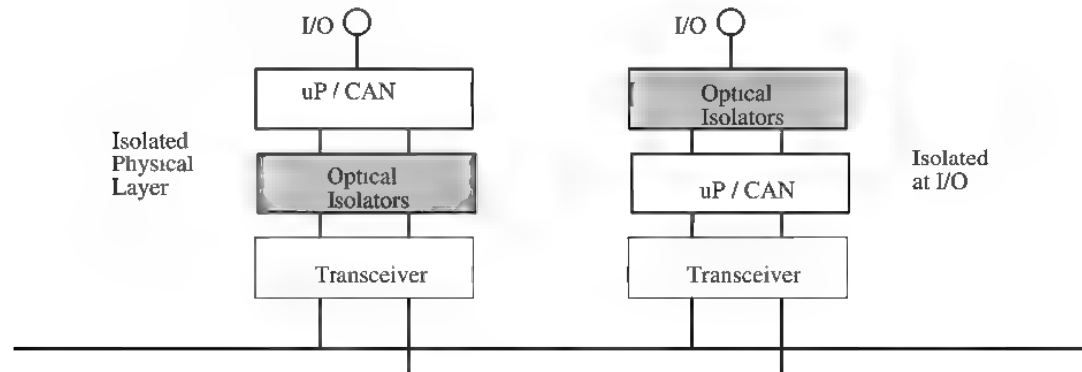 I/O
uP / CAN
Isolated
Physical
Layer
Optical
Isolators
Transceiver
I/O
Optical
Isolators
uP / CAN
Isolated
at I/O
Transceiver